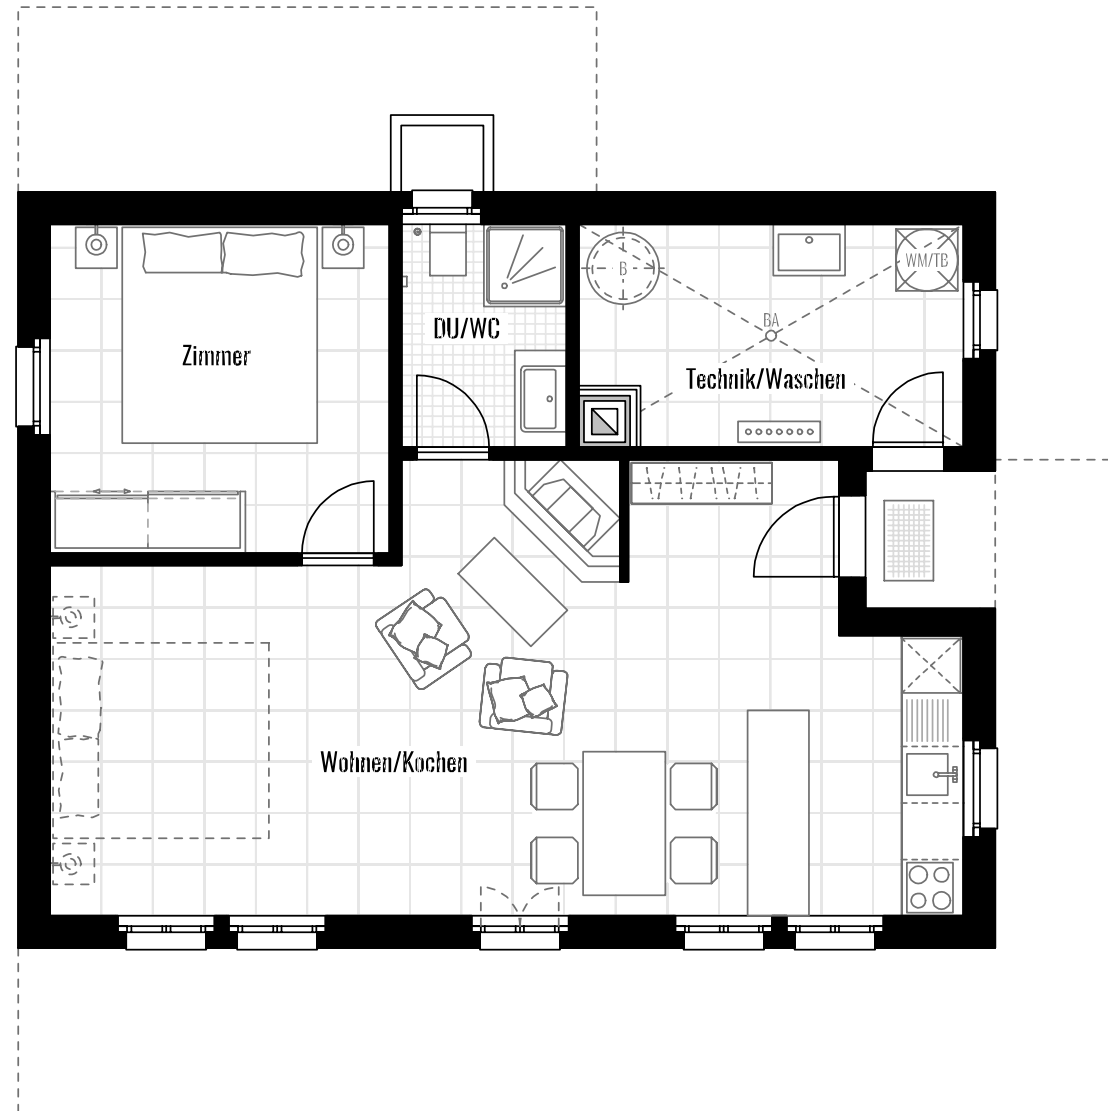 B
WM/TB
BA
DU/WC
Zimmer
Technik/Waschen
Wohnen/Kochen